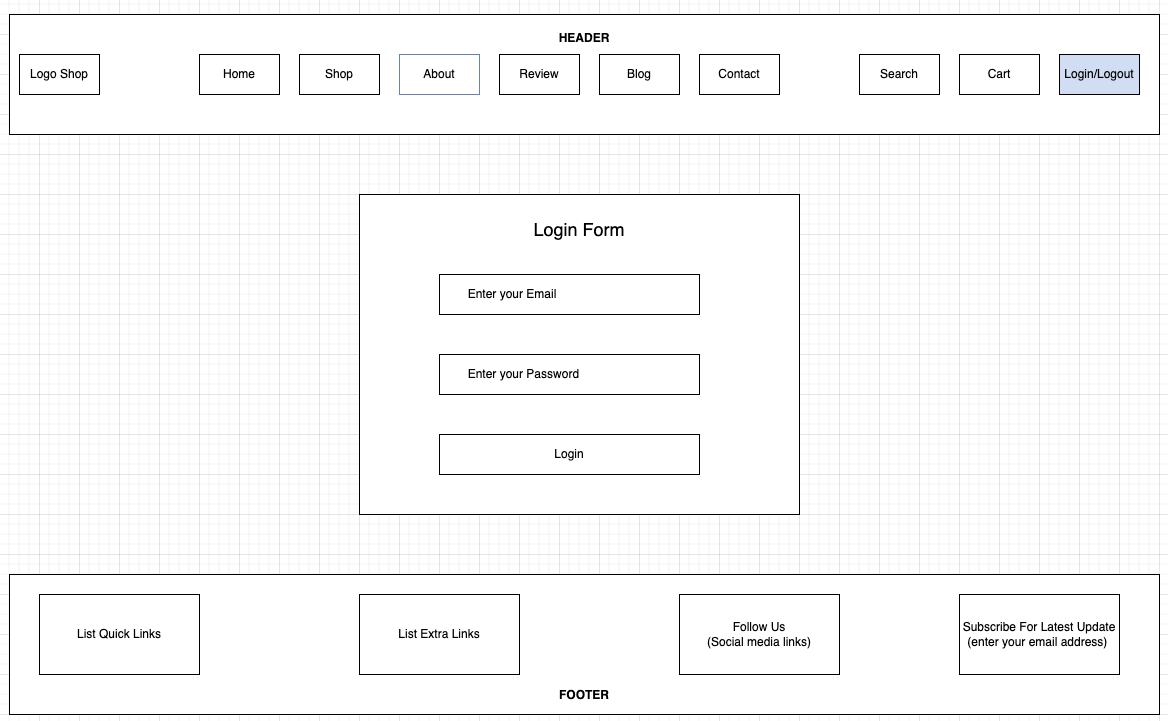 HEADER
Logo Shop
Home
Shop
About
Review
Blog
Contact
Search
Cart
Login/Logout
Login Form
Enter your Email
Enter your Password
Login
List Quick Links
List Extra Links
Follow Us
(Social media links)
Subscribe For Latest Update
(enter your email address)
FOOTER